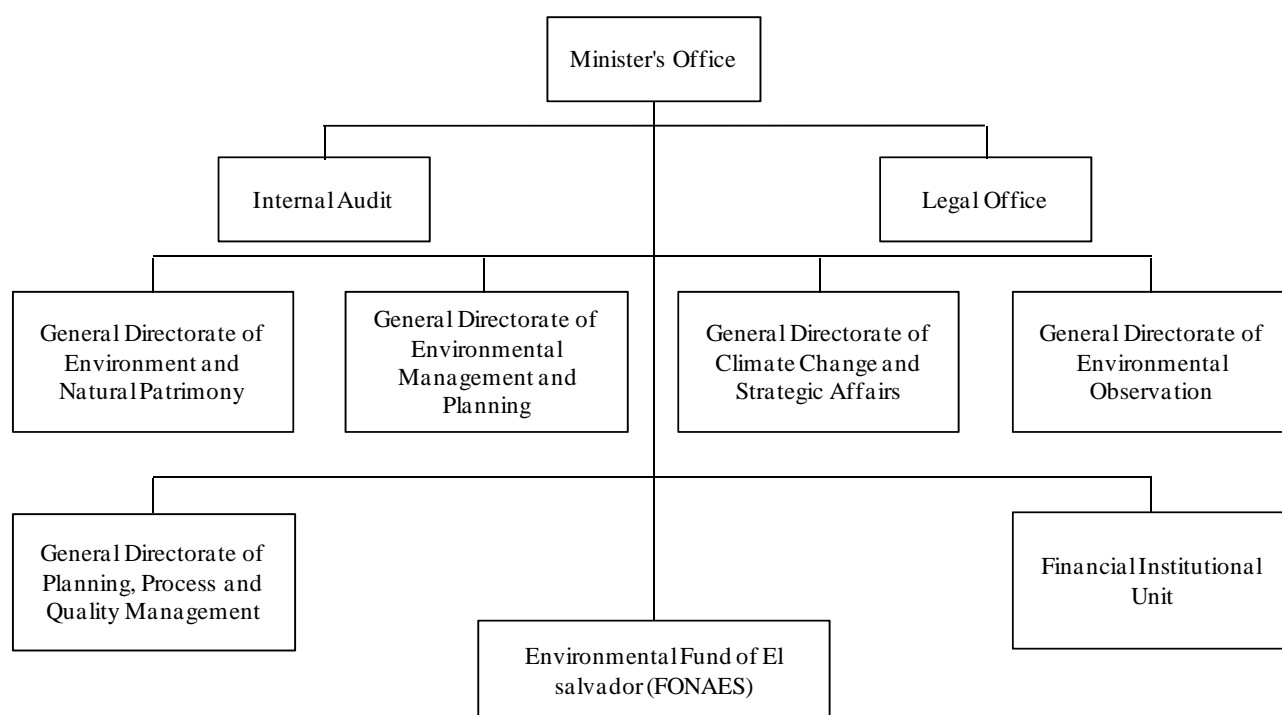 Minister's Office
Internal Audit
Legal Office
General Directorate of
Environment and
Natural Patrimony
General Directorate of
Environmental
Management and
Planning
General Directorate of
Climate Change and
Strategic Affairs
General Directorate of
Environmental
Observation
General Directorate of
Planning, Process and
Quality Management
Financial Institutional
Unit
Environmental Fund of El
salvador (FONAES)